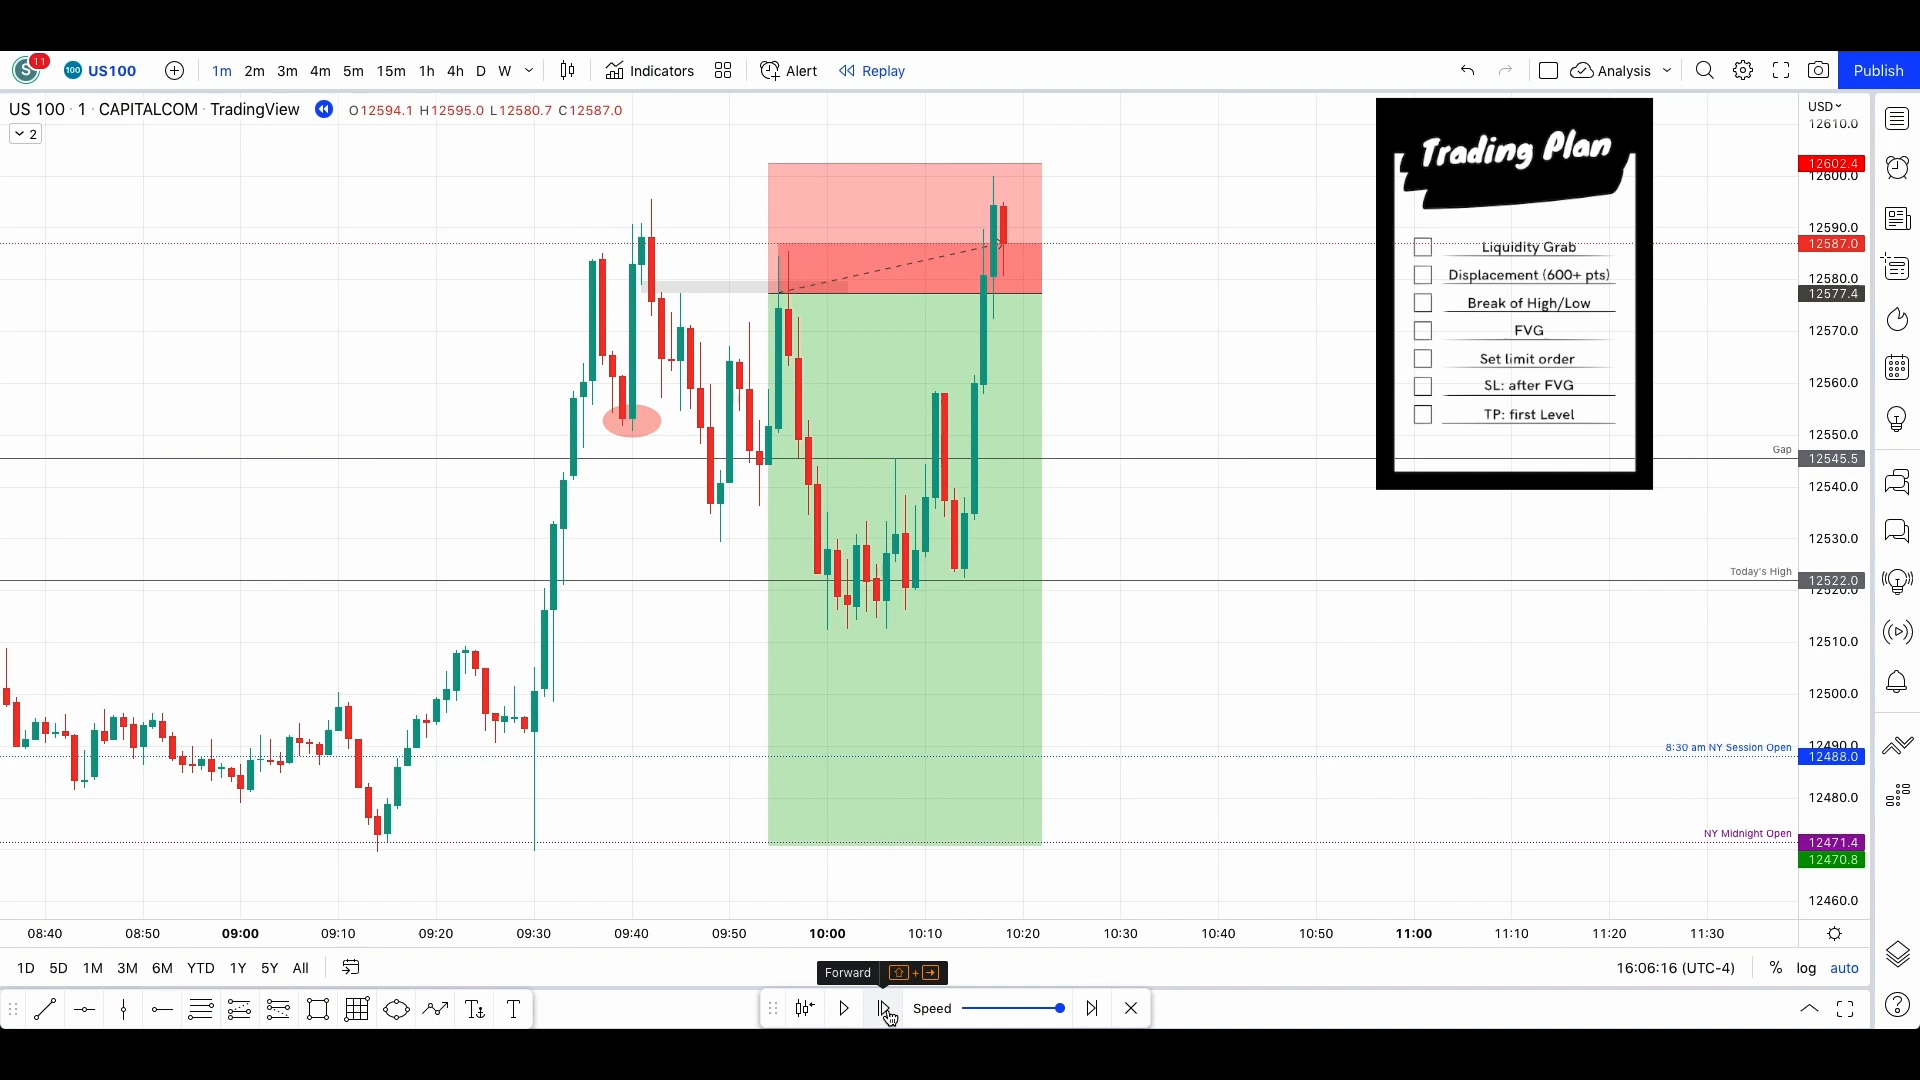 S 11 100 US100 1m 2m 3m 4m 5m 15m 1h 4h D W Indicators Alert Replay Analysis Publish
US 100 · 1 · CAPITALCOM · TradingView O12594.1 H12595.0 L12580.7 C12587.0
USD
2
12610.0
12602.4
12600.0
12590.0
12587.0
12580.0
12577.4
12570.0
12560.0
12550.0
Gap 12545.5
12540.0
12530.0
Today's High 12522.0
12520.0
12510.0
12500.0
12490.0
8:30 am NY Session Open 12488.0
12480.0
NY Midnight Open 12471.4
12470.8
12460.0
Trading Plan
Liquidity Grab
Displacement (600+ pts)
Break of High/Low
FVG
Set limit order
SL: after FVG
TP: first Level
08:40 08:50 09:00 09:10 09:20 09:30 09:40 09:50 10:00 10:10 10:20 10:30 10:40 10:50 11:00 11:10 11:20 11:30
1D 5D 1M 3M 6M YTD 1Y 5Y All 16:06:16 (UTC-4) % log auto
Forward ⇧ + →
T T Speed